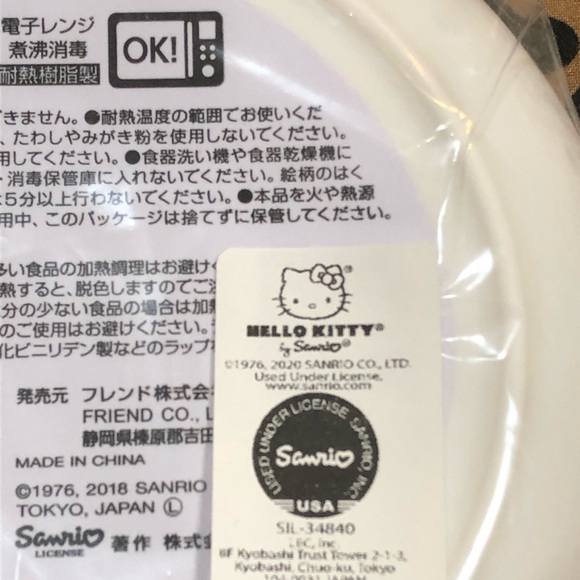 電子レンジ
煮沸消毒
耐熱樹脂製
OK!
できません。●耐熱温度の範囲でお使いくだ
、たわしやみがき粉を使用しないでください。
用してください。●食器洗い機や食器乾燥機に
・消毒保管庫に入れないでください。絵柄のはく
は5分以上行わないでください。●本品を火や熱源
用中、このパッケージは捨てずに保管してください。
多い食品の加熱調理はお避けく
熱すると、脱色しますのでご注
分の少ない食品の場合は加熱
のご使用はお避けください。
化ビニリデン製などのラップな
発売元 フレンド株式会
FRIEND CO., L
静岡県榛原郡吉田
MADE IN CHINA
©1976, 2018 SANRIO
TOKYO, JAPAN Ⓛ
Sanrio
LICENSE
著作 株式
HELLO KITTY®
by Sanrio®
©1976, 2020 SANRIO CO., LTD.
Used Under License.
www.sanrio.com
USED UNDER LICENSE SANRIO, INC.
Sanrio
USA
SIL-34840
LBC, Inc.
8F Kyobashi Trust Tower 2-1-3,
Kyobashi, Chuo-ku, Tokyo
104-0031 JAPAN